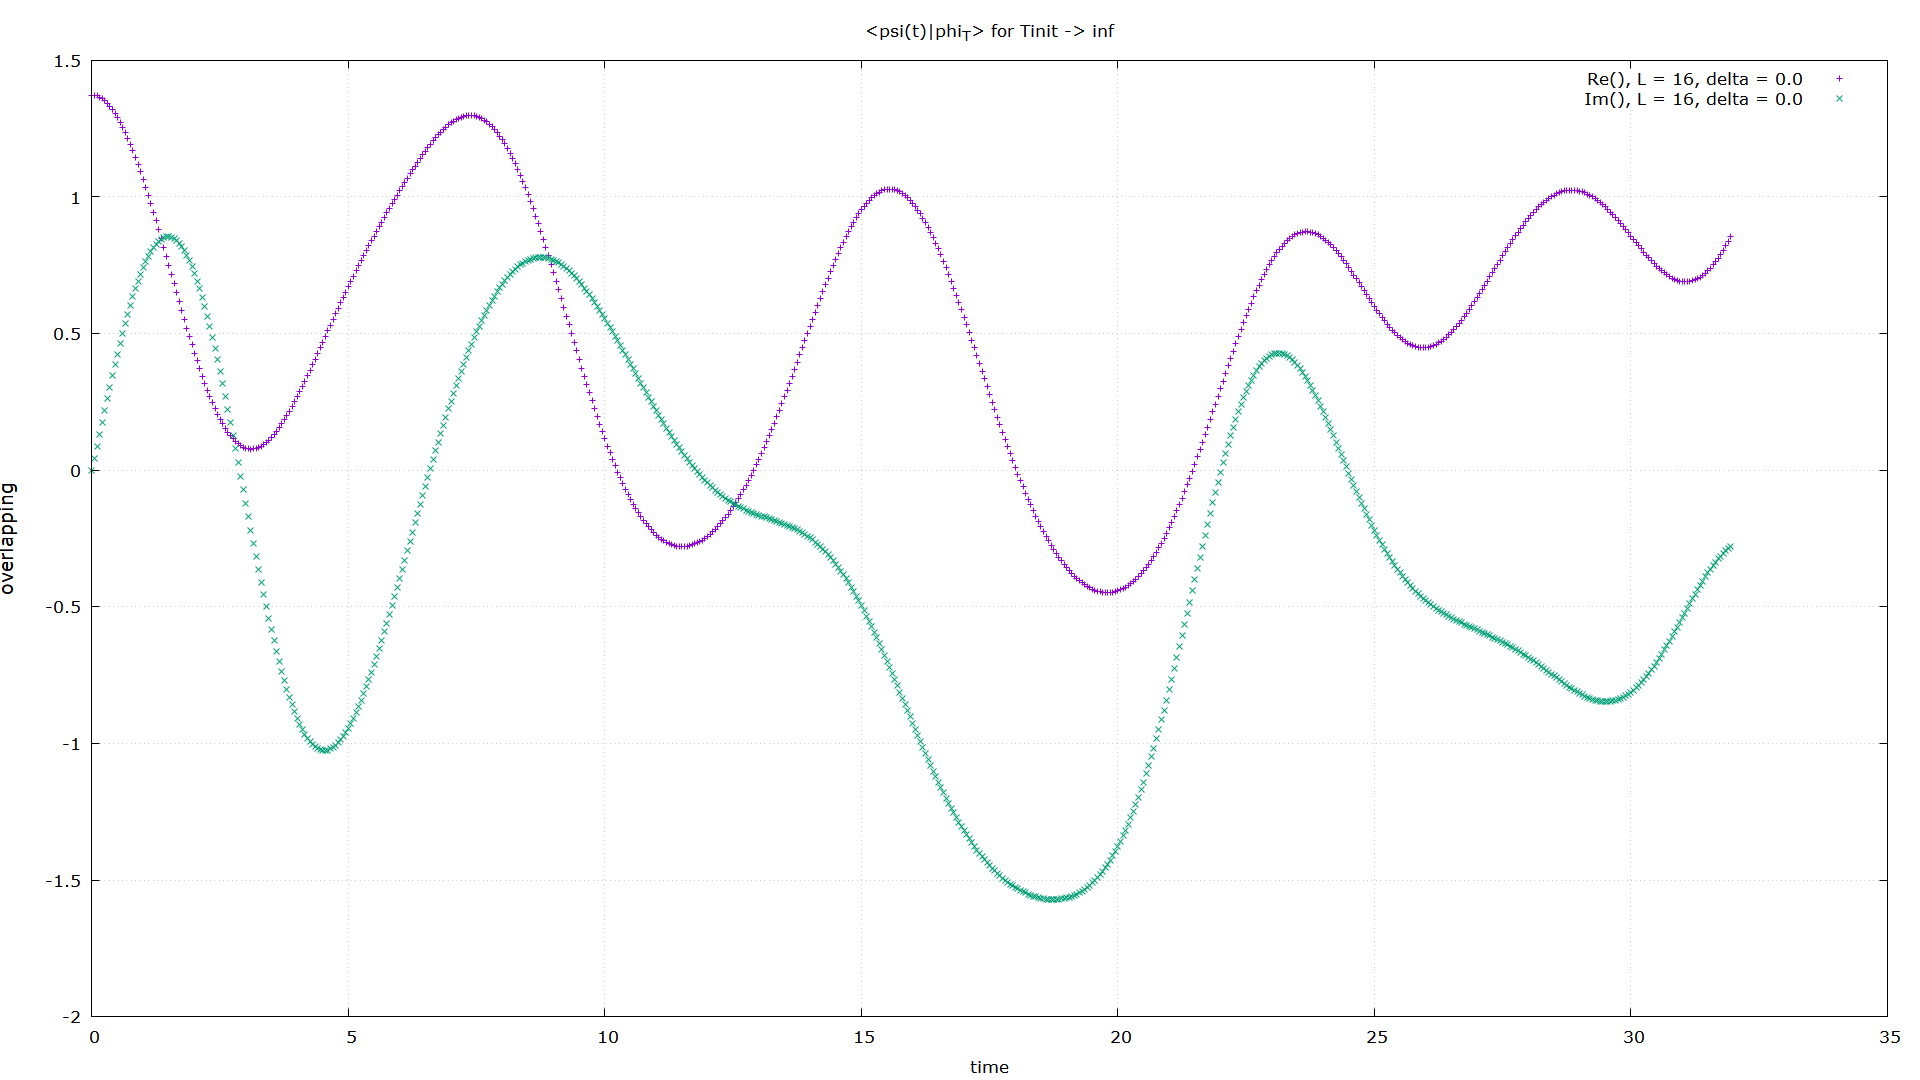 <psi(t)|phiT> for Tinit -> inf
1.5
Re(), L = 16, delta = 0.0
Im(), L = 16, delta = 0.0
1
0.5
0
overlapping
-0.5
-1
-1.5
-2
0 5 10 15 20 25 30 35
time